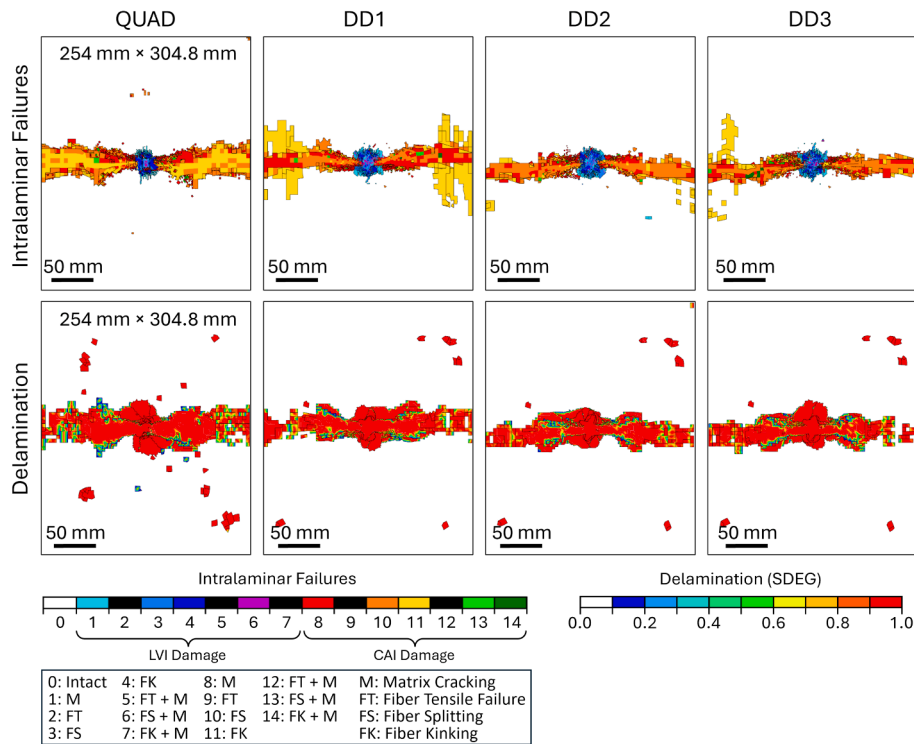 QUAD DD1 DD2 DD3
Intralaminar Failures
254 mm × 304.8 mm
50 mm 50 mm 50 mm 50 mm
Delamination
254 mm × 304.8 mm
50 mm 50 mm 50 mm 50 mm
Intralaminar Failures
0 1 2 3 4 5 6 7 8 9 10 11 12 13 14
LVI Damage CAI Damage
Delamination (SDEG)
0.0 0.2 0.4 0.6 0.8 1.0
0: Intact 4: FK 8: M 12: FT + M M: Matrix Cracking
1: M 5: FT + M 9: FT 13: FS + M FT: Fiber Tensile Failure
2: FT 6: FS + M 10: FS 14: FK + M FS: Fiber Splitting
3: FS 7: FK + M 11: FK FK: Fiber Kinking